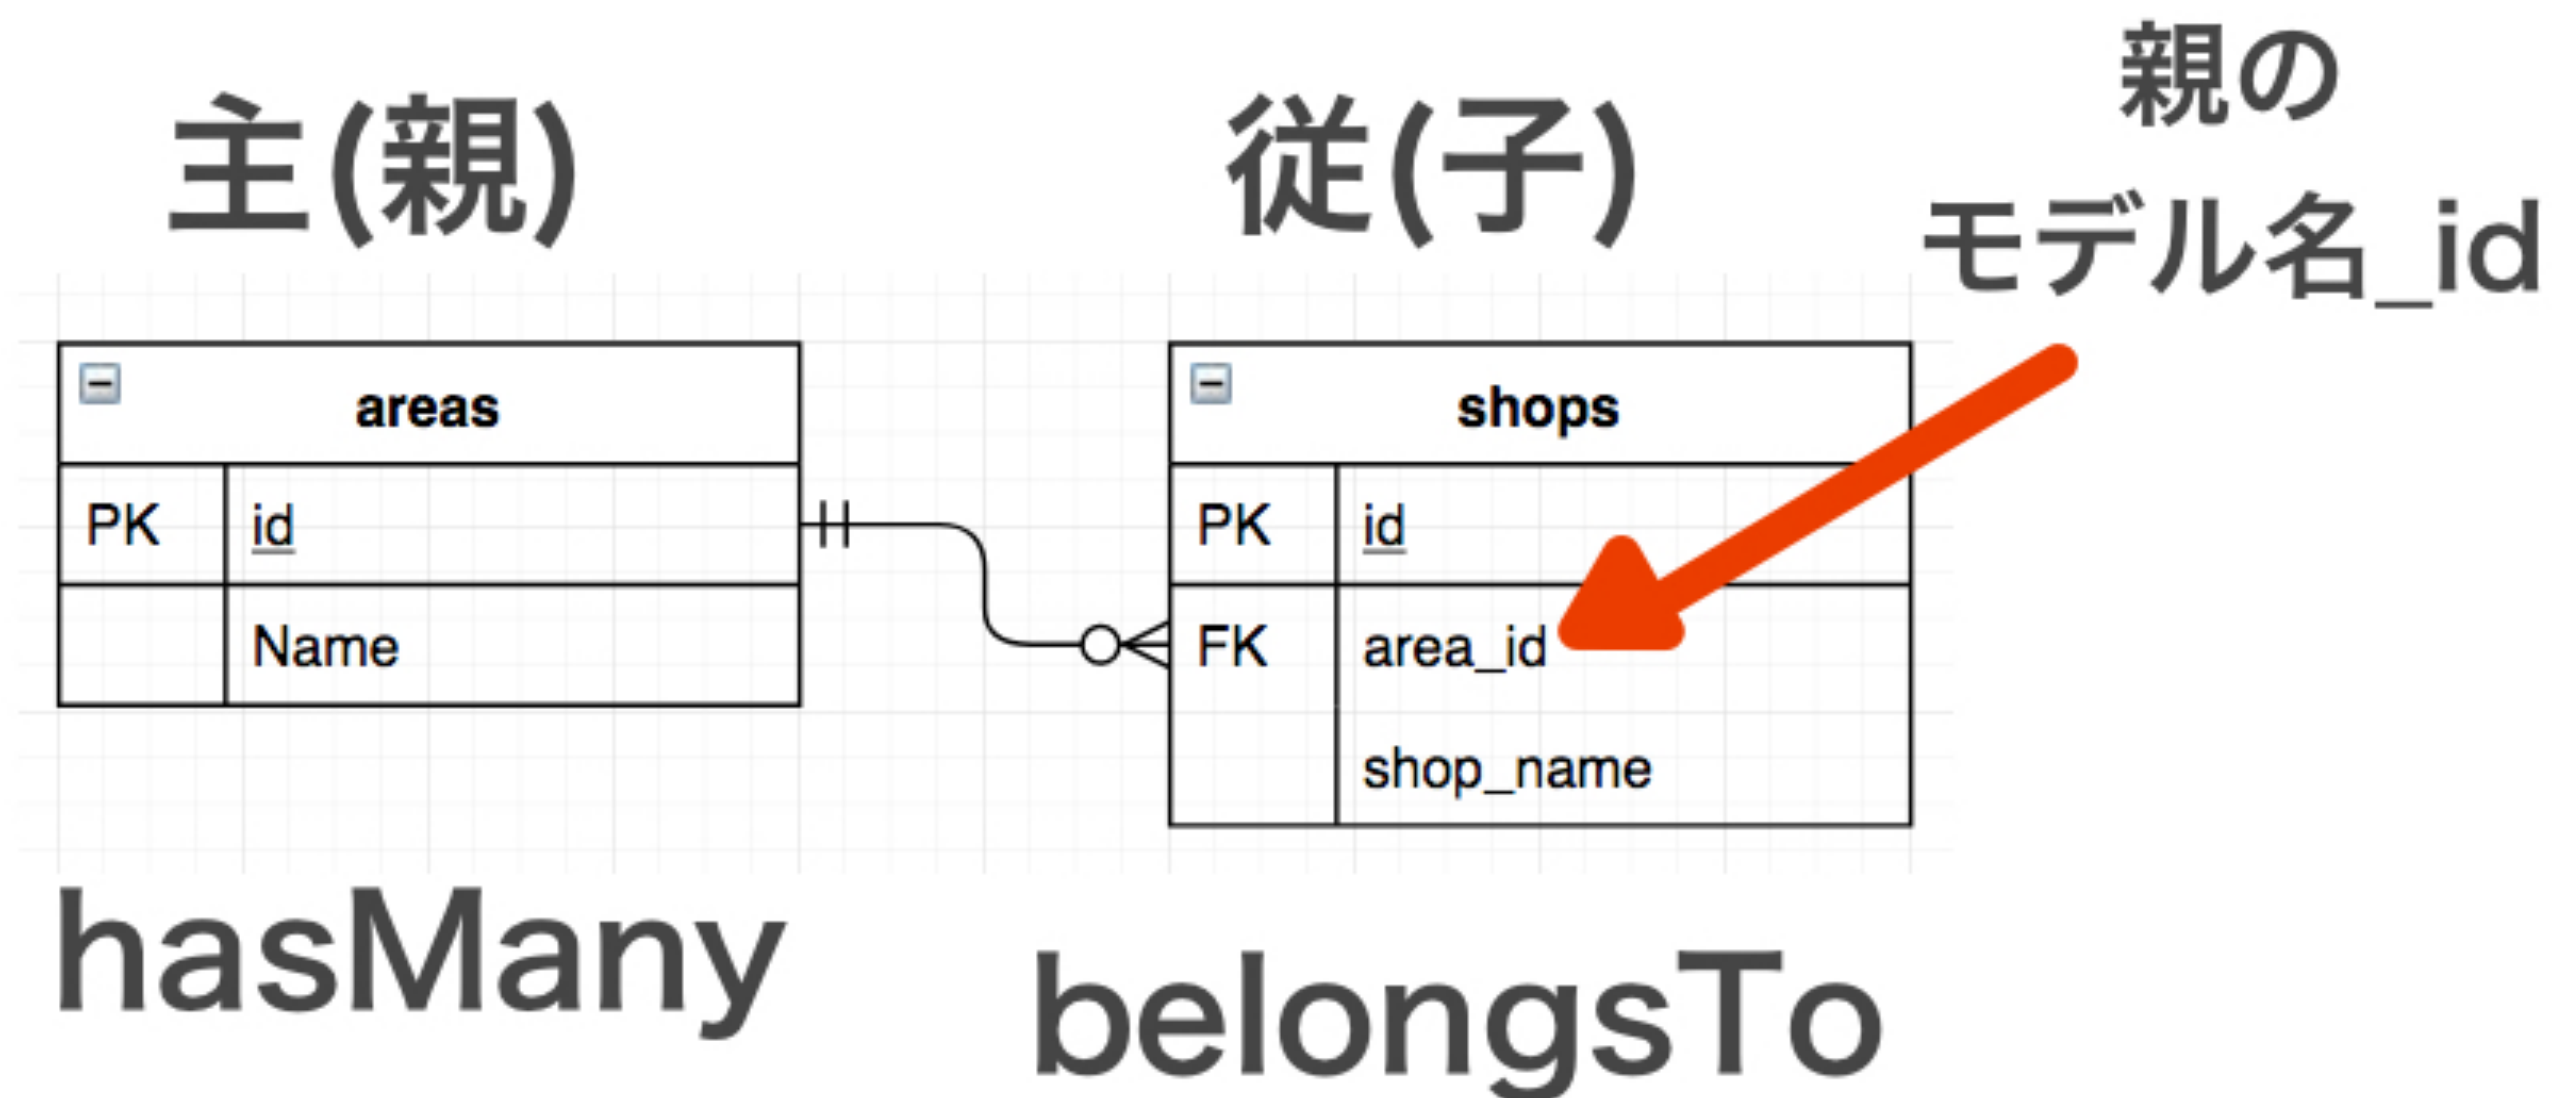 主(親)
従(子)
親の
モデル名_id
areas
PK id
Name
shops
PK id
FK area_id
shop_name
hasMany
belongsTo